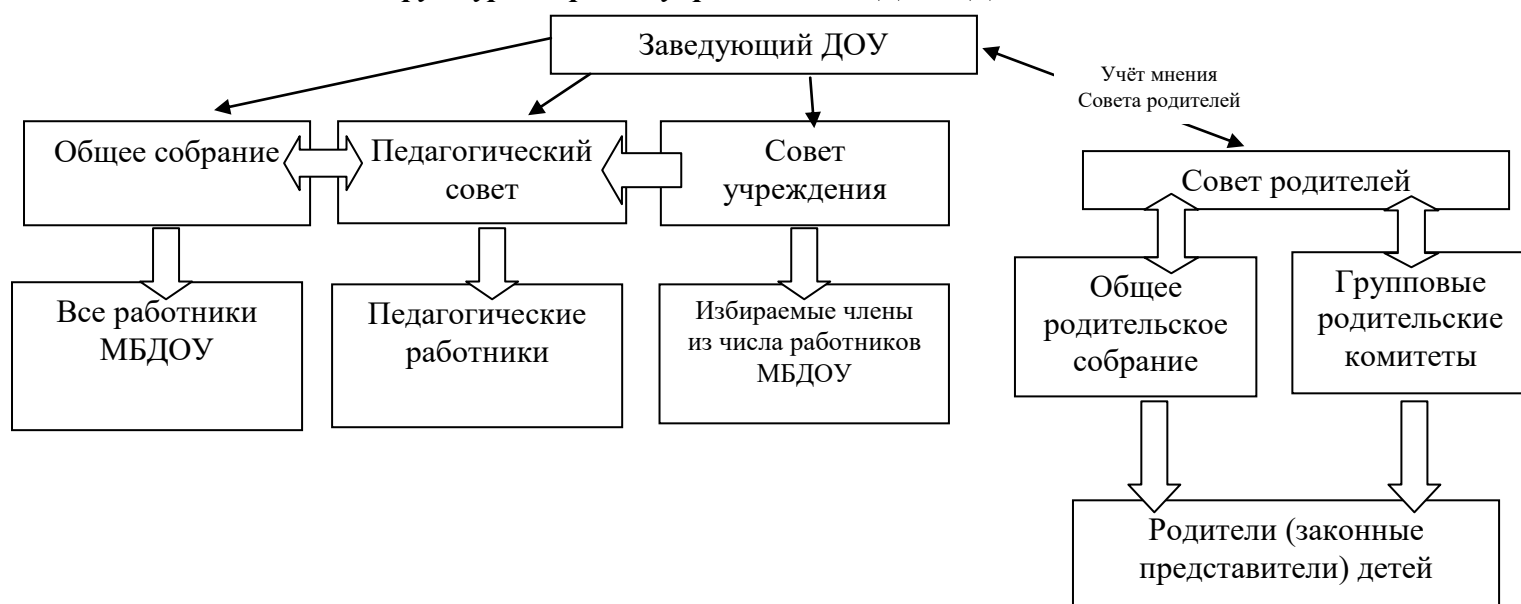 Заведующий ДОУ
Учёт мнения
Совета родителей
Общее собрание
Педагогический
совет
Совет
учреждения
Совет родителей
Все работники
МБДОУ
Педагогические
работники
Избираемые члены
из числа работников
МБДОУ
Общее
родительское
собрание
Групповые
родительские
комитеты
Родители (законные
представители) детей